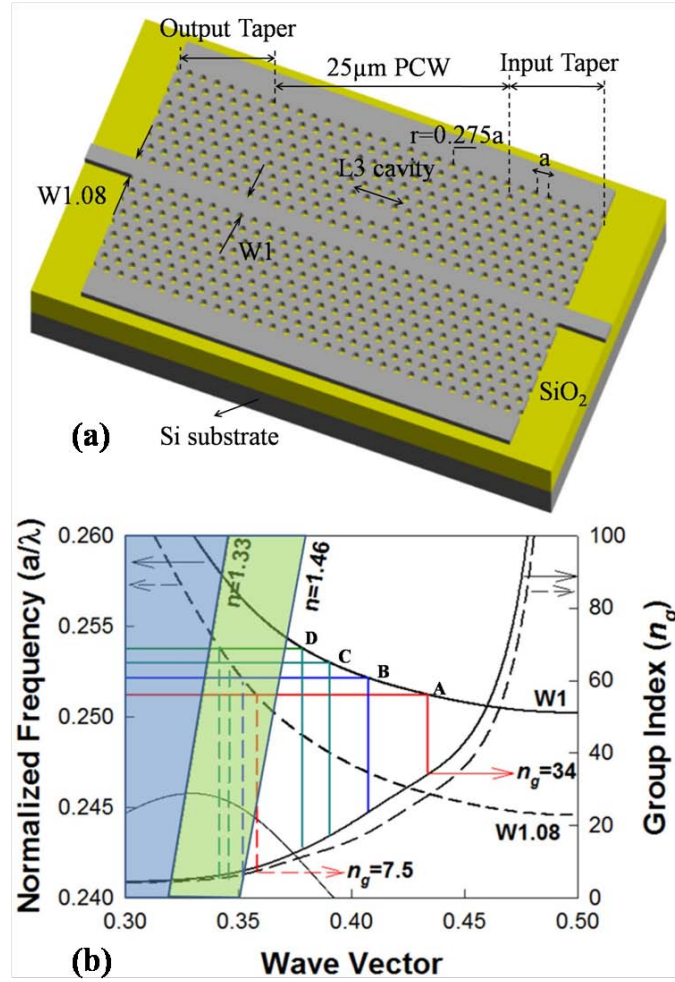 Output Taper
25μm PCW
Input Taper
r=0.275a
a
L3 cavity
W1.08
W1
SiO2
Si substrate
(a)
0.260
0.255
0.250
0.245
0.240
Normalized Frequency (a/λ)
n=1.33
n=1.46
D
C
B
A
W1
ng=34
W1.08
ng=7.5
100
80
60
40
20
0
Group Index (ng)
0.30
0.35
0.40
0.45
0.50
(b)
Wave Vector